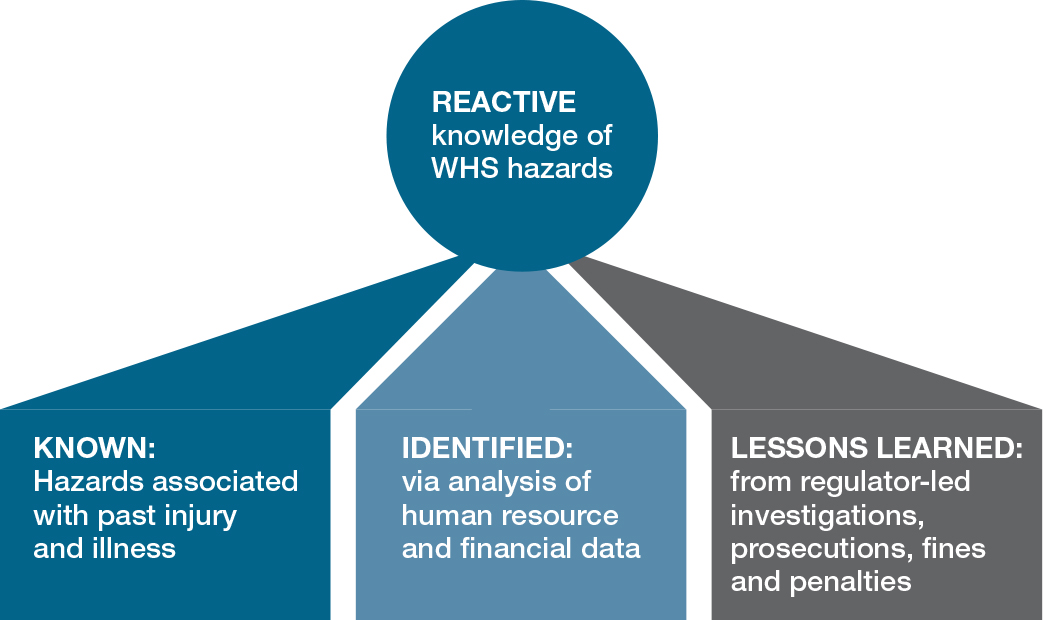 REACTIVE
knowledge of
WHS hazards
KNOWN:
Hazards associated
with past injury
and illness
IDENTIFIED:
via analysis of
human resource
and financial data
LESSONS LEARNED:
from regulator-led
investigations,
prosecutions, fines
and penalties